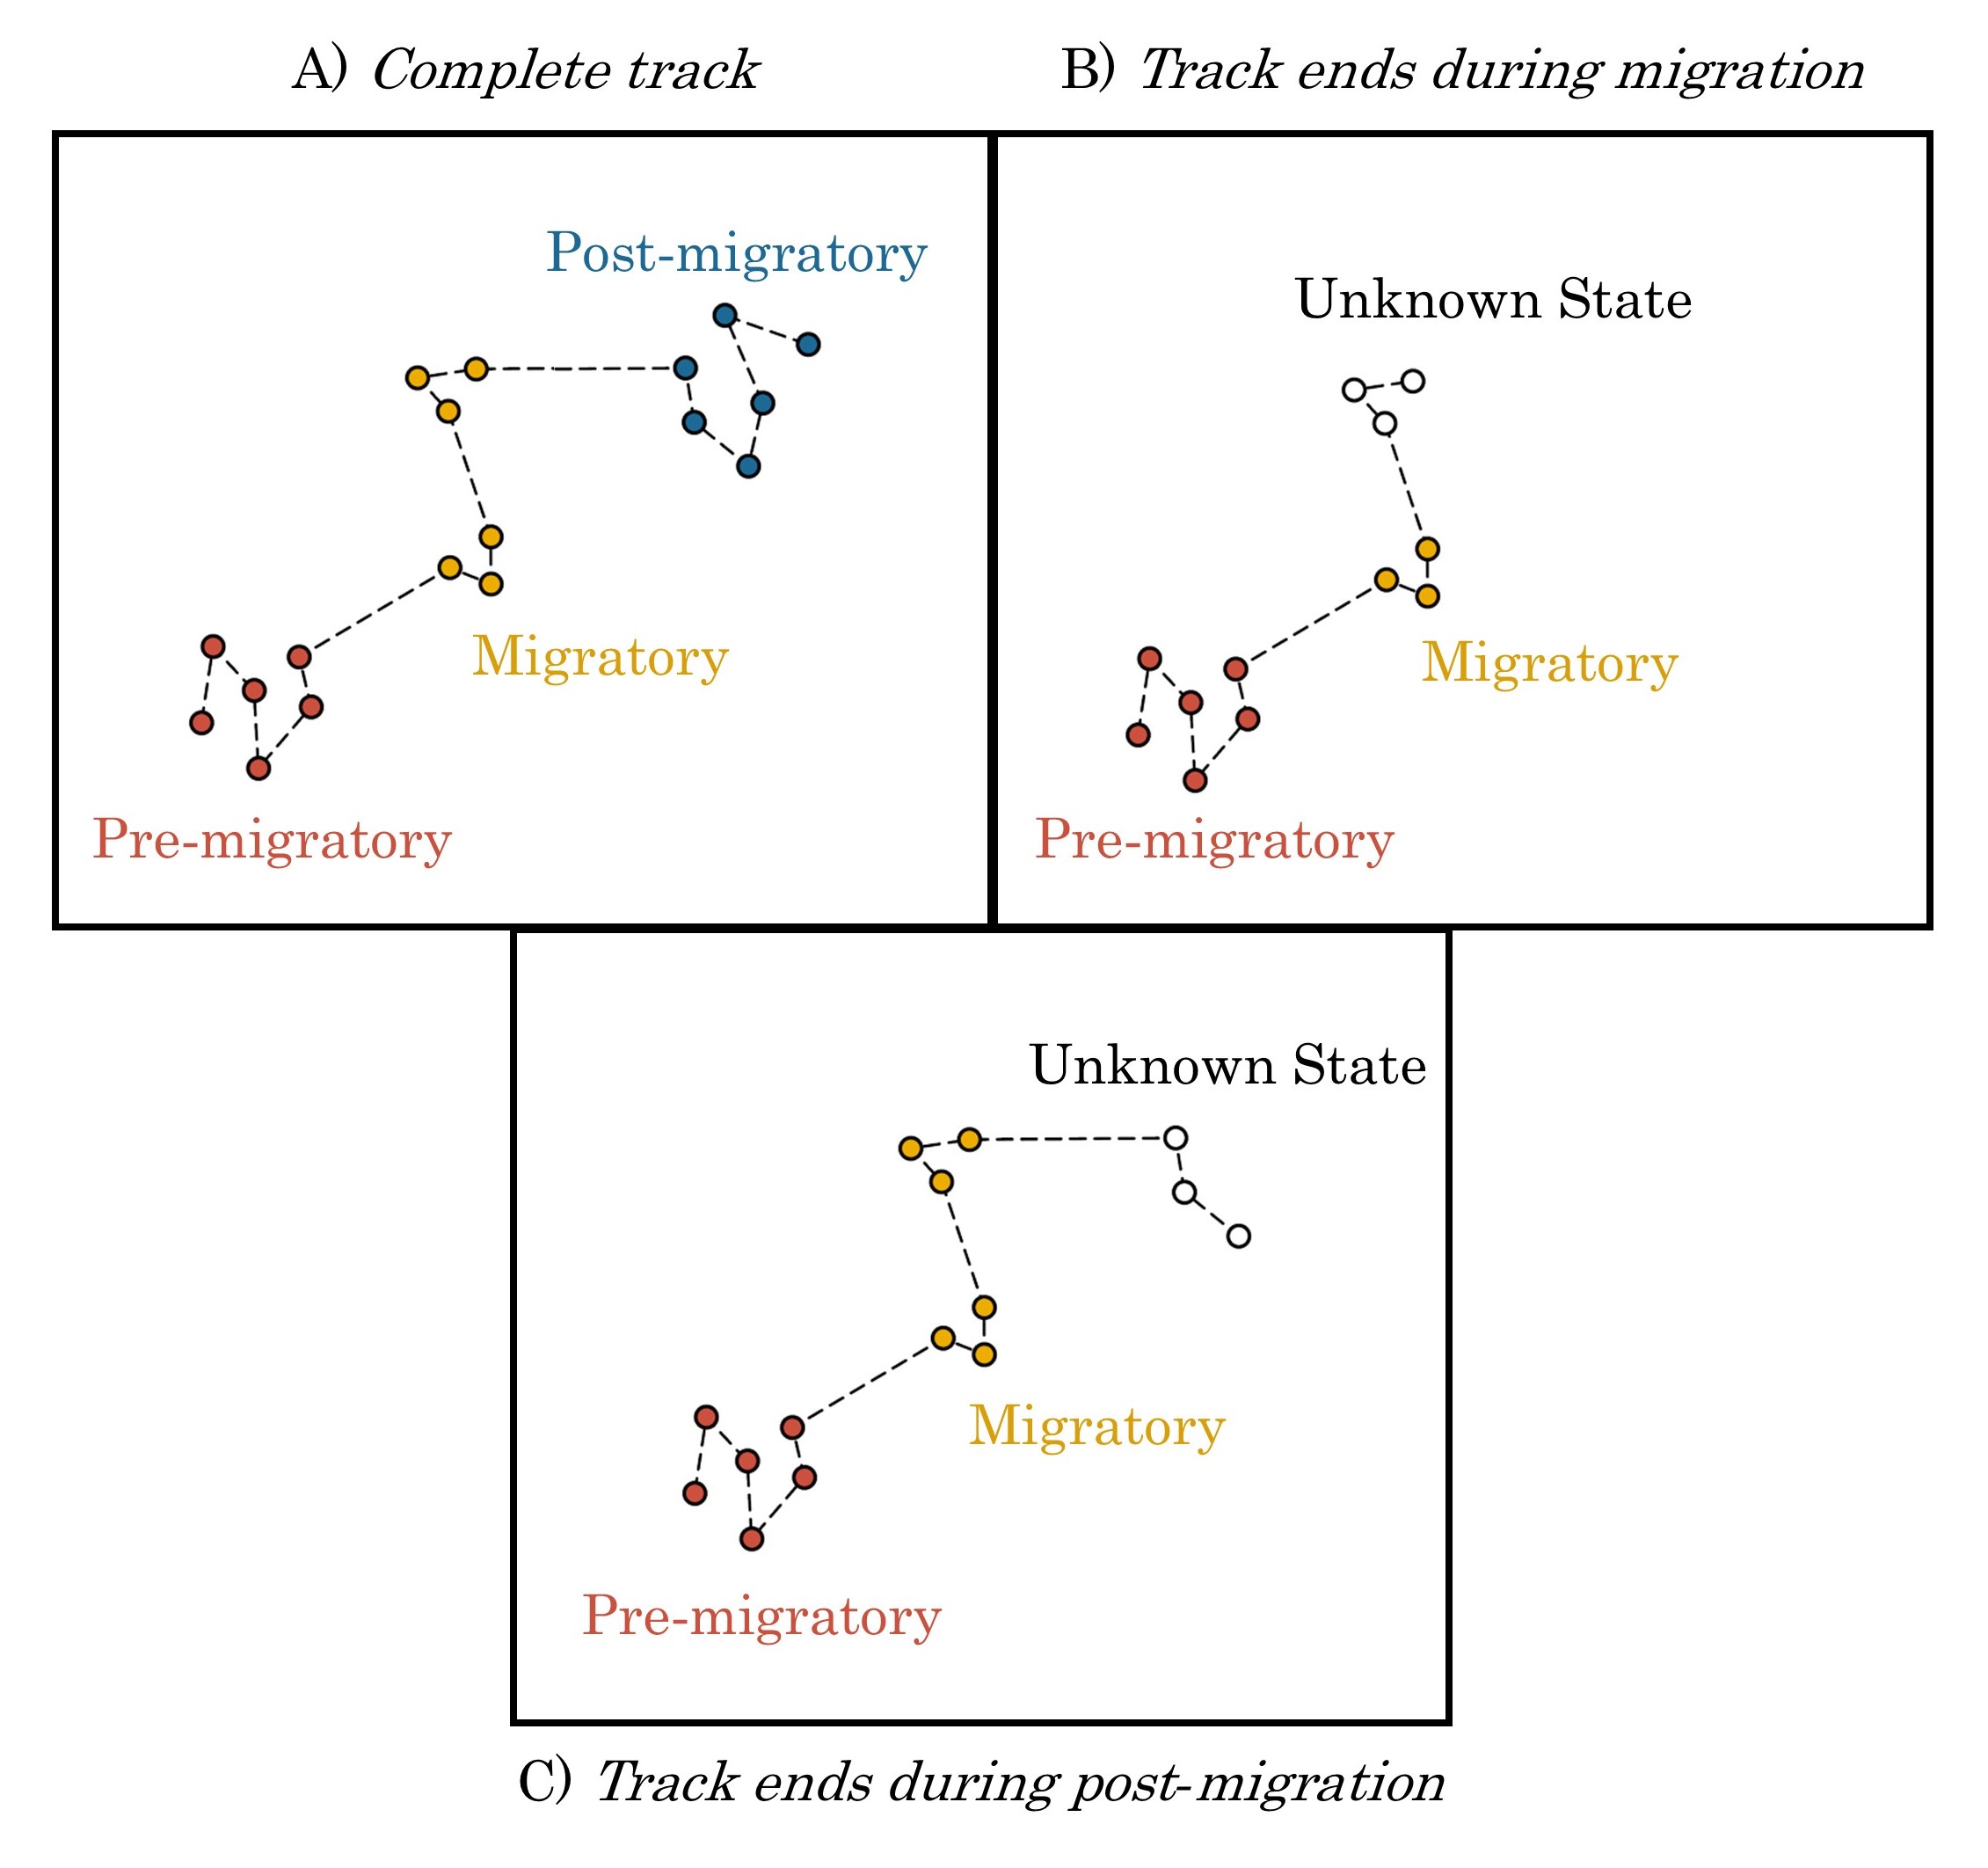 A) Complete track
B) Track ends during migration
Post-migratory
Migratory
Pre-migratory
Unknown State
Migratory
Pre-migratory
Unknown State
Migratory
Pre-migratory
C) Track ends during post-migration